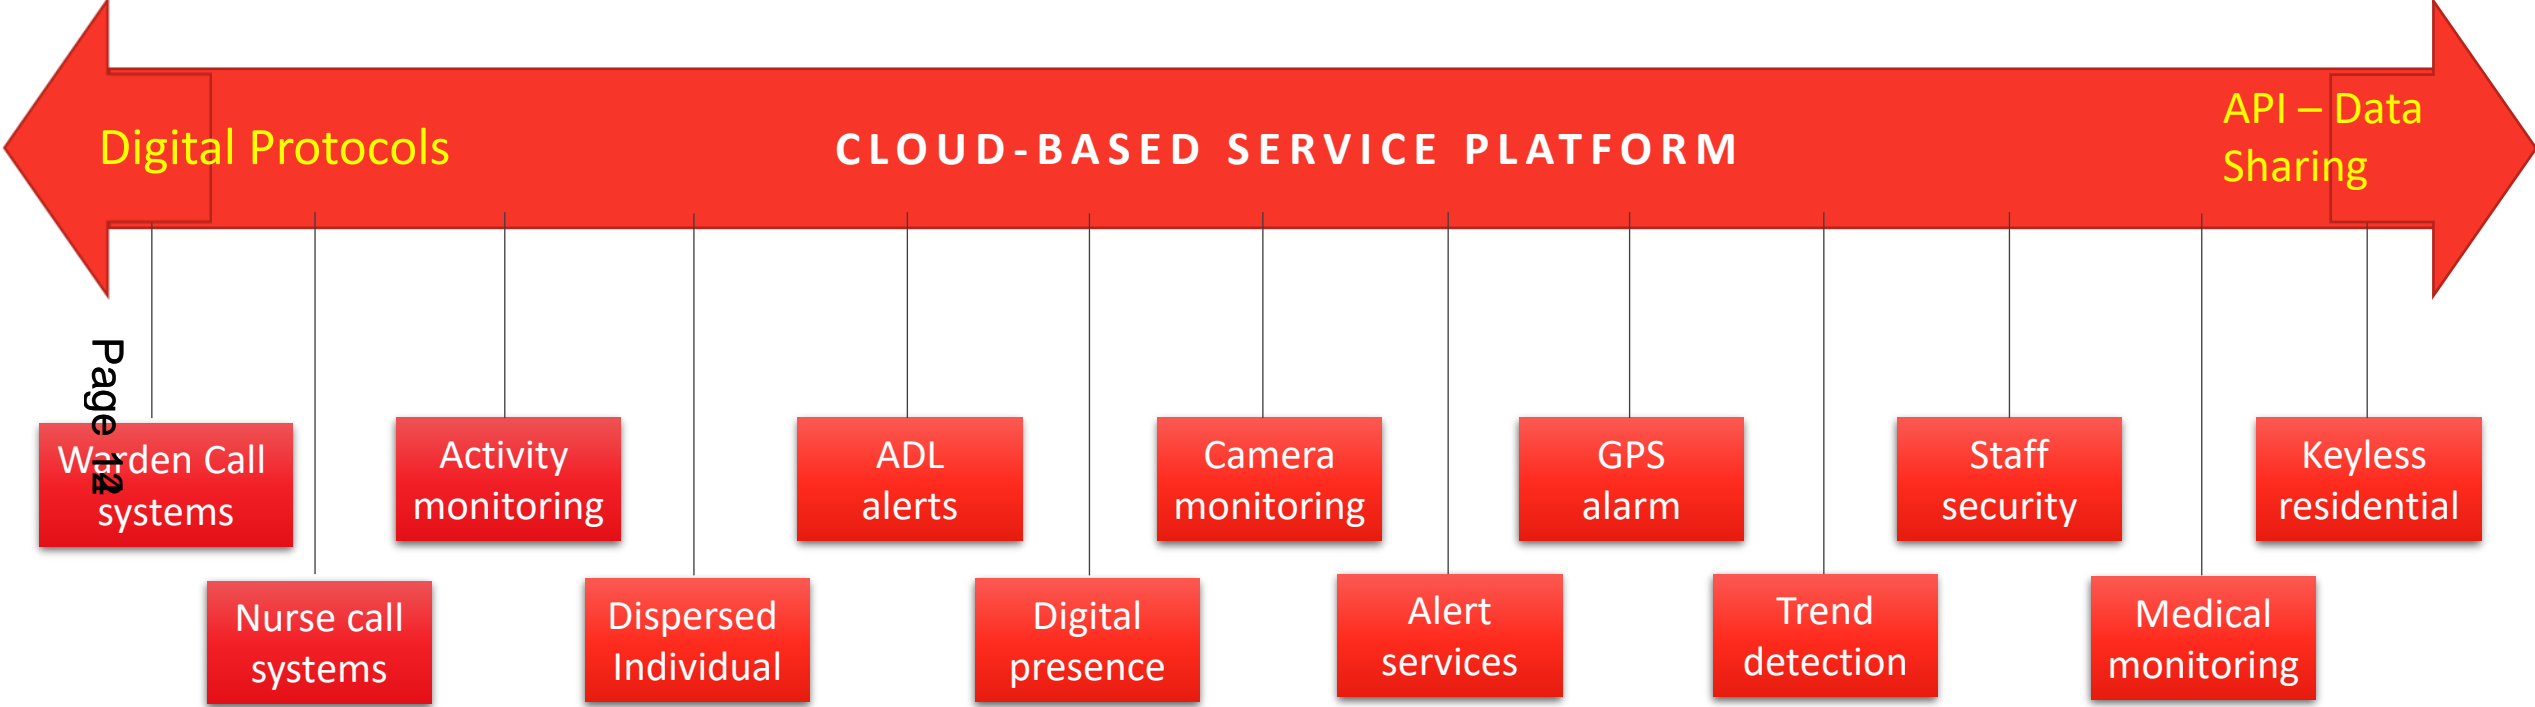 Digital Protocols
CLOUD-BASED SERVICE PLATFORM
API – Data
Sharing
Page
Warden Call
systems
Nurse call
systems
Activity
monitoring
Dispersed
Individual
ADL
alerts
Digital
presence
Camera
monitoring
Alert
services
GPS
alarm
Trend
detection
Staff
security
Medical
monitoring
Keyless
residential